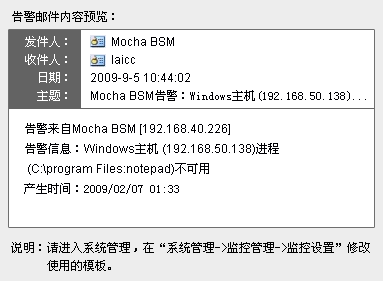 告警邮件内容预览：
发件人： Mocha BSM
收件人： laicc
日期： 2009-9-5 10:44:02
主题： Mocha BSM告警：Windows主机 (192.168.50.138)...
告警来自Mocha BSM [192.168.40.226]
告警信息：Windows主机 (192.168.50.138)进程
(C:\program Files:notepad)不可用
产生时间：2009/02/07 01:33
说明：请进入系统管理，在“系统管理->监控管理->监控设置”修改
使用的模板。